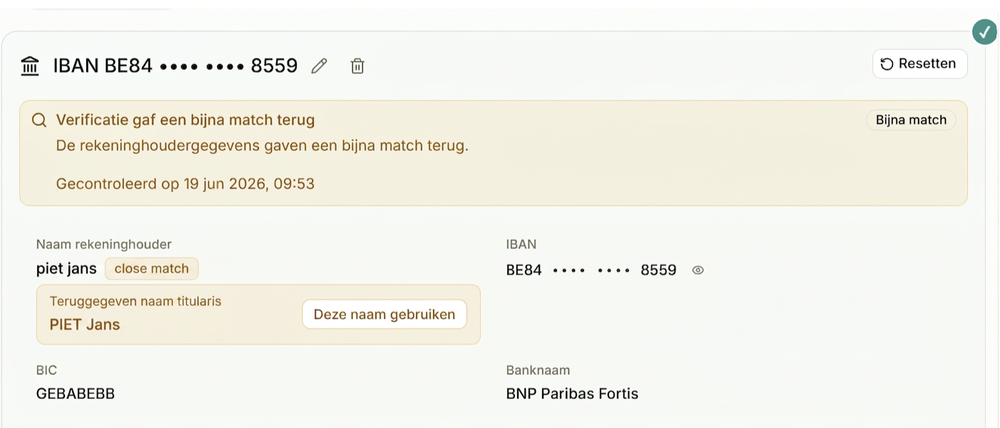 IBAN BE84 •••• •••• 8559
Resetten
Verificatie gaf een bijna match terug
Bijna match
De rekeninghoudergegevens gaven een bijna match terug.
Gecontroleerd op 19 jun 2026, 09:53
Naam rekeninghouder
IBAN
piet jans close match
BE84 •••• •••• 8559
Teruggegeven naam titularis
PIET Jans
Deze naam gebruiken
BIC
Banknaam
GEBABEBB
BNP Paribas Fortis